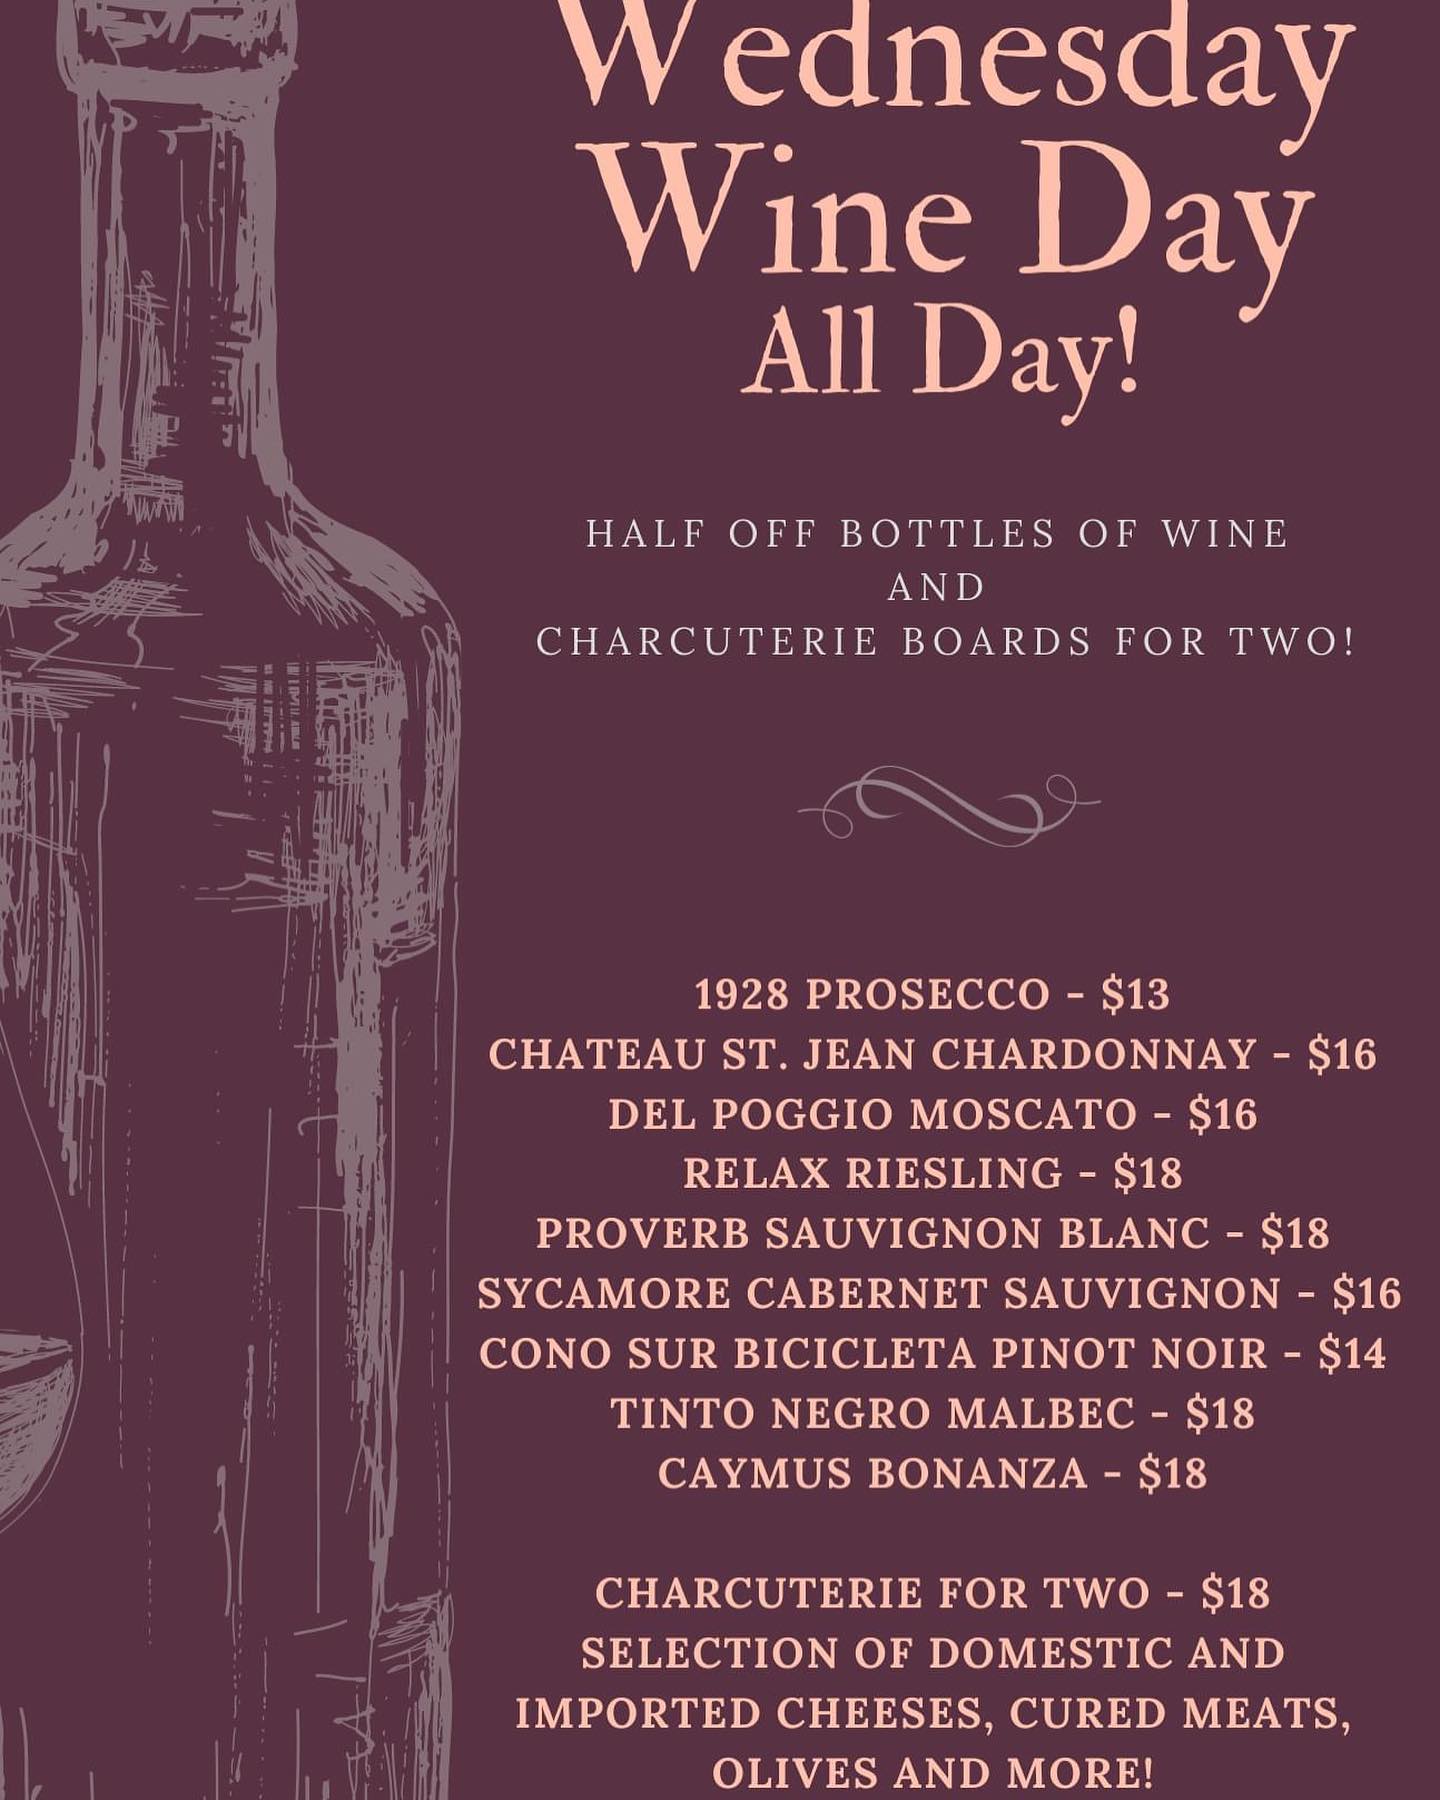 Wednesday
Wine Day
All Day!
HALF OFF BOTTLES OF WINE
AND
CHARCUTERIE BOARDS FOR TWO!
1928 PROSECCO - $13
CHATEAU ST. JEAN CHARDONNAY - $16
DEL POGGIO MOSCATO - $16
RELAX RIESLING - $18
PROVERB SAUVIGNON BLANC - $18
SYCAMORE CABERNET SAUVIGNON - $16
CONO SUR BICICLETA PINOT NOIR - $14
TINTO NEGRO MALBEC - $18
CAYMUS BONANZA - $18
CHARCUTERIE FOR TWO - $18
SELECTION OF DOMESTIC AND
IMPORTED CHEESES, CURED MEATS,
OLIVES AND MORE!